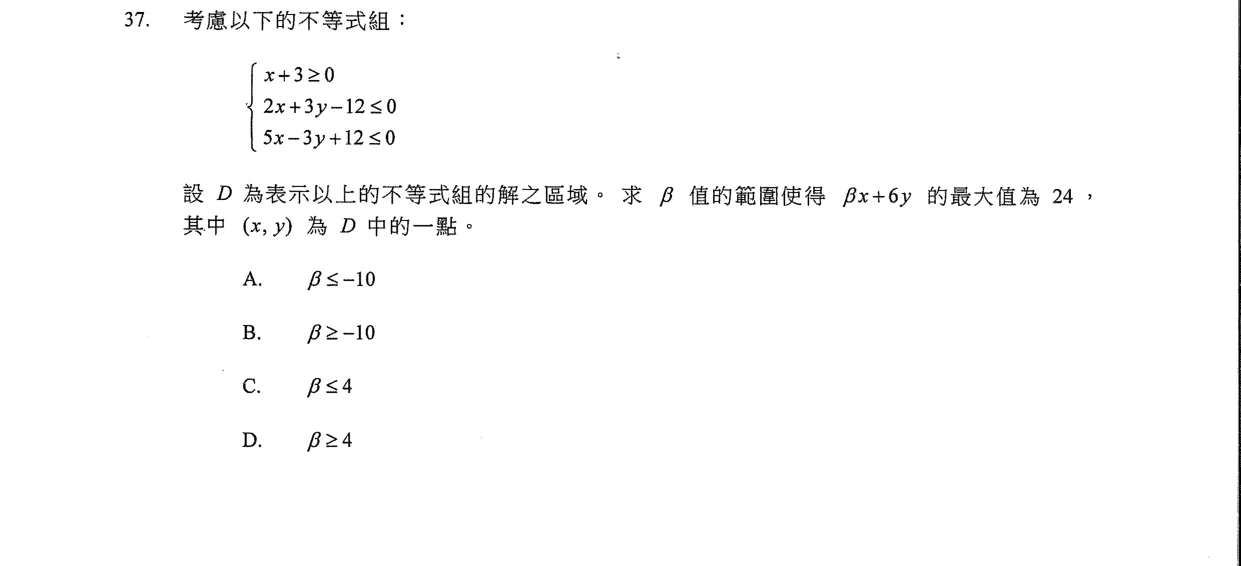 37. 考慮以下的不等式組：
x+3≥0
2x+3y−12≤0
5x−3y+12≤0
設 D 為表示以上的不等式組的解之區域。 求 β 值的範圍使得 βx+6y 的最大值為 24 ，
其中 (x, y) 為 D 中的一點。
A. β≤−10
B. β≥−10
C. β≤4
D. β≥4